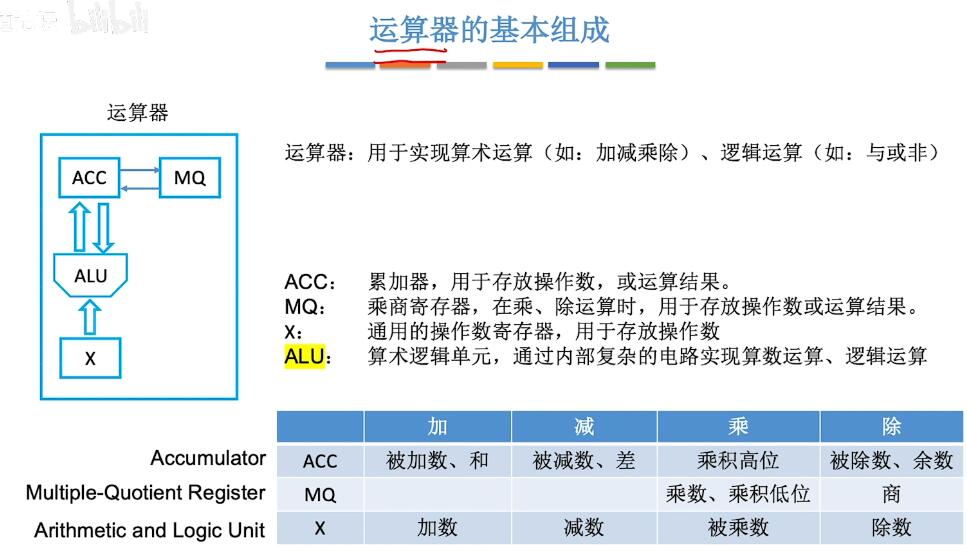 bilibili
运算器的基本组成
运算器
ACC
MQ
ALU
X
运算器：用于实现算术运算（如：加减乘除）、逻辑运算（如：与或非）
ACC： 累加器，用于存放操作数，或运算结果。
MQ： 乘商寄存器，在乘、除运算时，用于存放操作数或运算结果。
X： 通用的操作数寄存器，用于存放操作数
ALU： 算术逻辑单元，通过内部复杂的电路实现算数运算、逻辑运算
加 减 乘 除
Accumulator ACC 被加数、和 被减数、差 乘积高位 被除数、余数
Multiple-Quotient Register MQ 乘数、乘积低位 商
Arithmetic and Logic Unit X 加数 减数 被乘数 除数